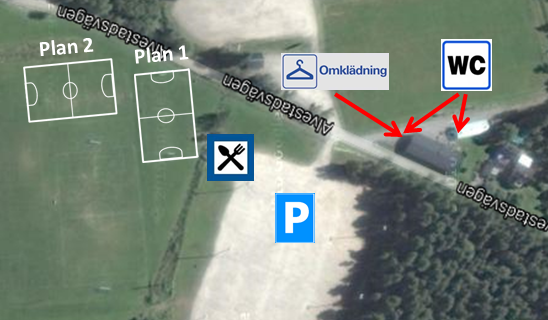 Plan 2
Plan 1
Alvestadsvägen
Omklädning
WC
Alvestadsvägen
Alvestadsvägen
P